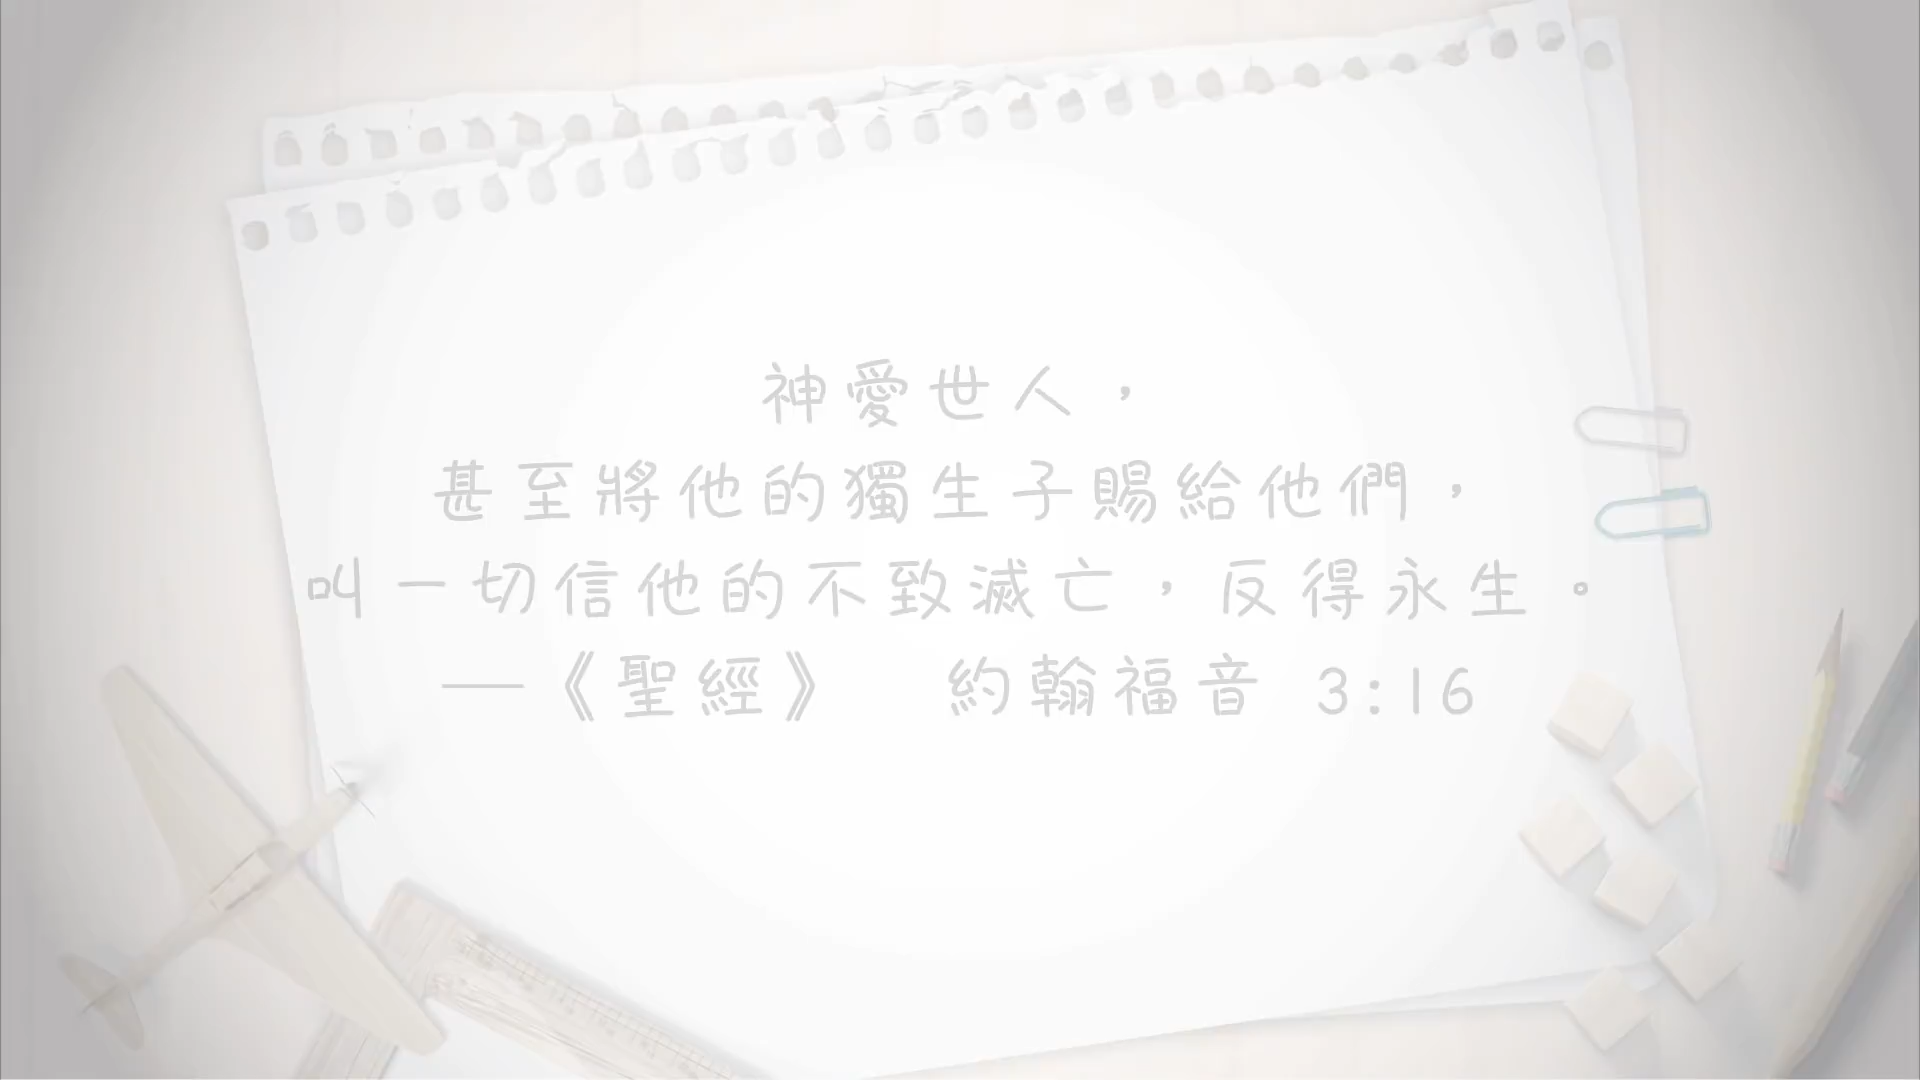 神愛世人，
甚至將他的獨生子賜給他們，
叫一切信他的不致滅亡，反得永生。
—《聖經》　約翰福音 3:16